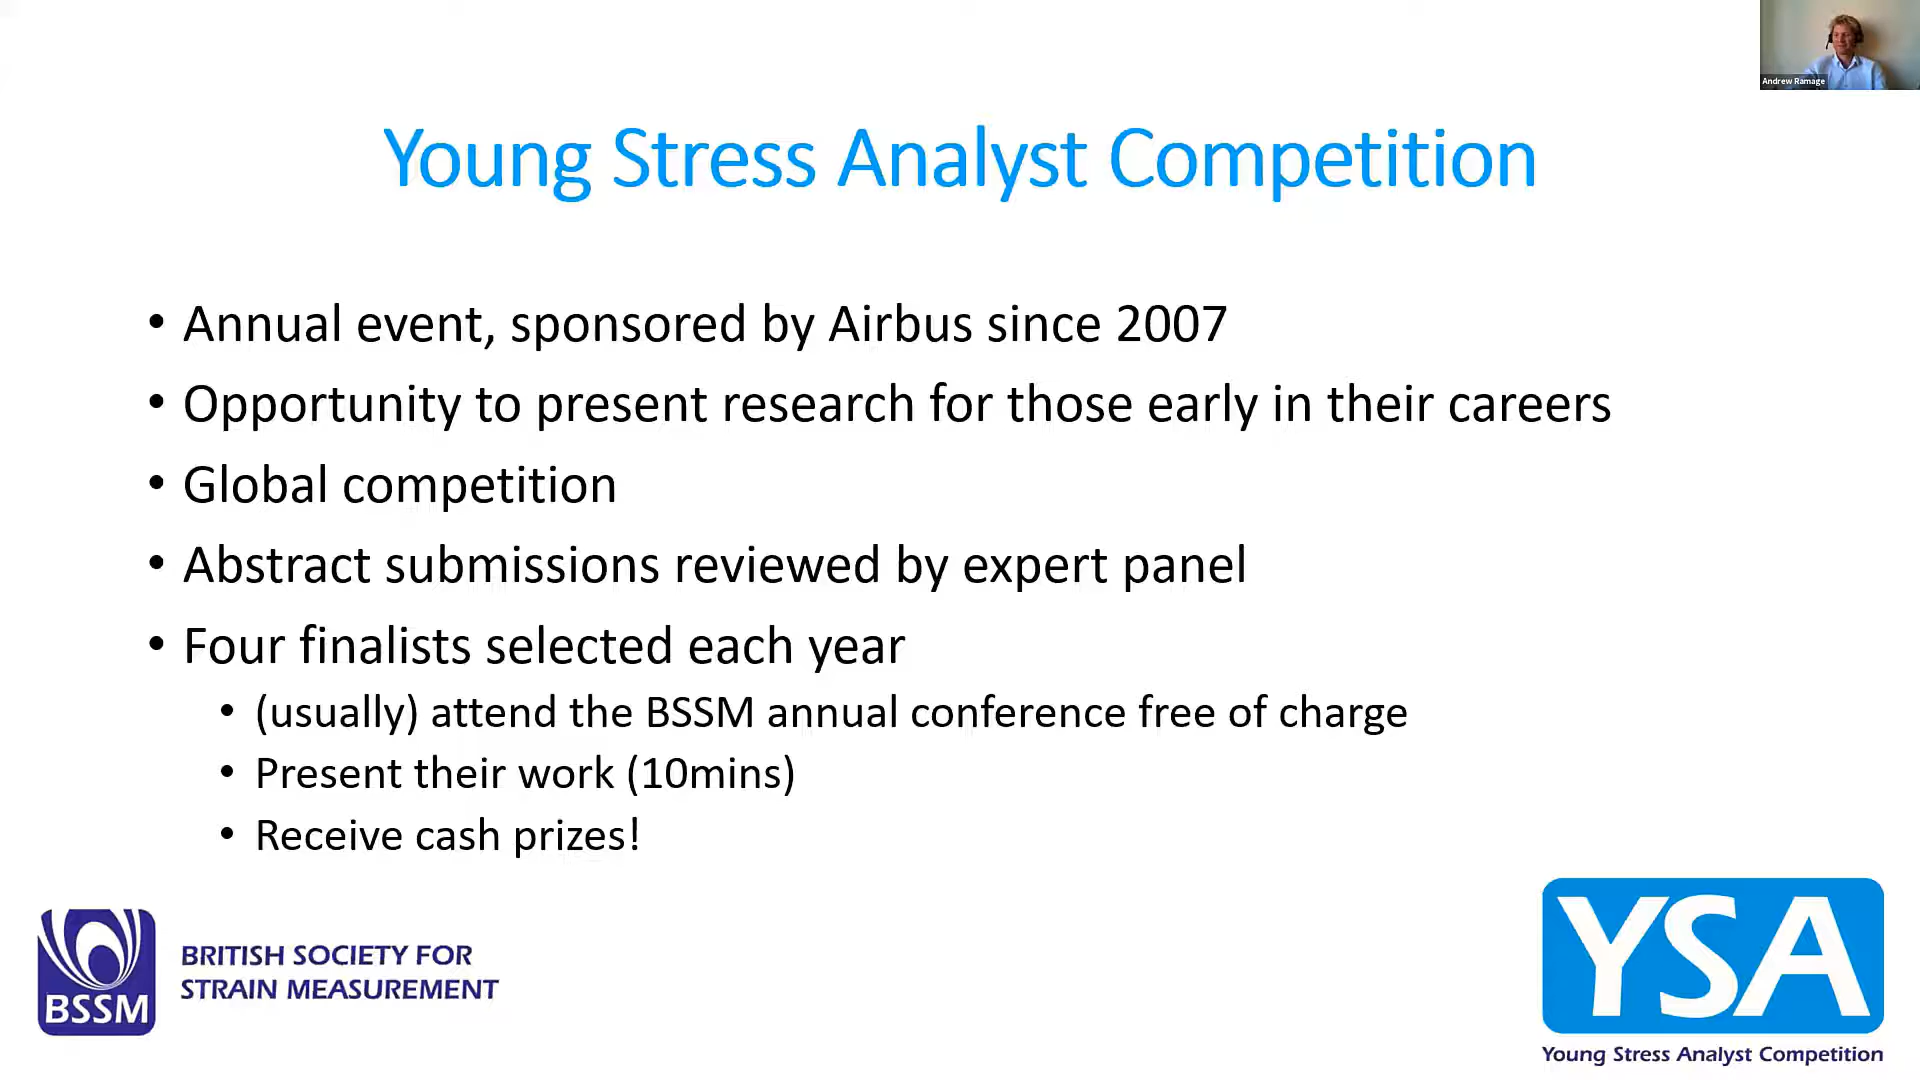 Andrew Ramage
Young Stress Analyst Competition
• Annual event, sponsored by Airbus since 2007
• Opportunity to present research for those early in their careers
• Global competition
• Abstract submissions reviewed by expert panel
• Four finalists selected each year
• (usually) attend the BSSM annual conference free of charge
• Present their work (10mins)
• Receive cash prizes!
BSSM
BRITISH SOCIETY FOR
STRAIN MEASUREMENT
YSA
Young Stress Analyst Competition